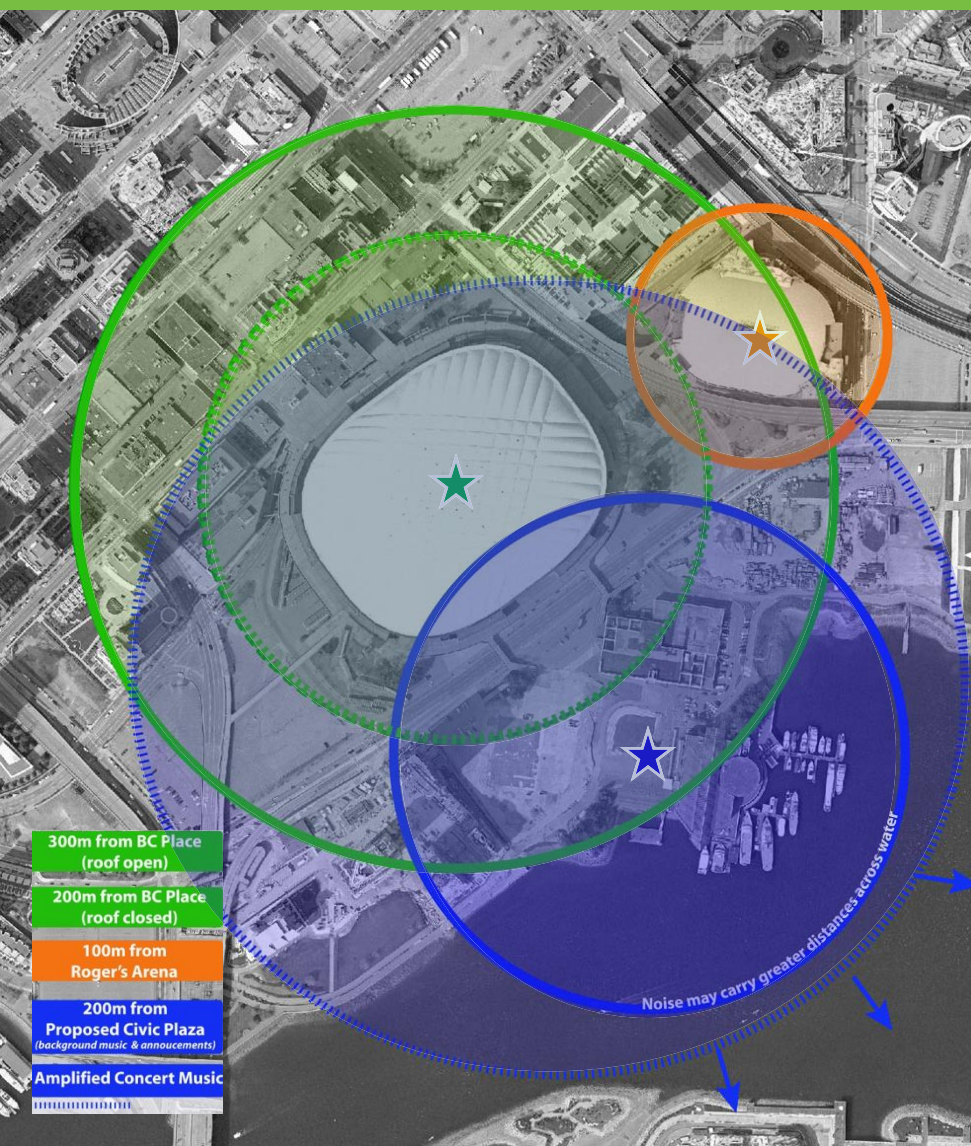 300m from BC Place
(roof open)
200m from BC Place
(roof closed)
100m from
Roger's Arena
200m from
Proposed Civic Plaza
(background music & annoucements)
Amplified Concert Music
Noise may carry greater distances across water